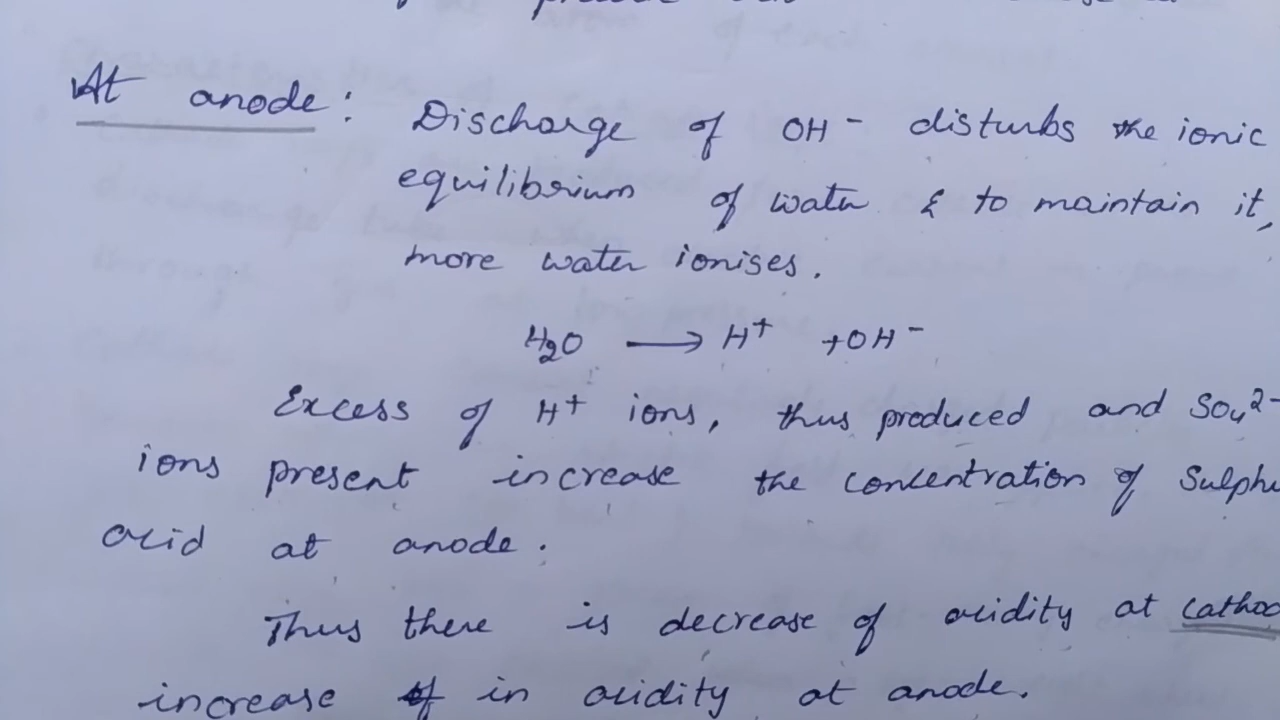 At anode: Discharge of OH⁻ disturbs the ionic
equilibrium of water & to maintain it,
more water ionises.
H₂O ⟶ H⁺ +OH⁻
Excess of H⁺ ions, thus produced and SO₄²⁻
ions present increase the concentration of Sulphu
acid at anode.
Thus there is decrease of acidity at cathod
increase in acidity at anode.